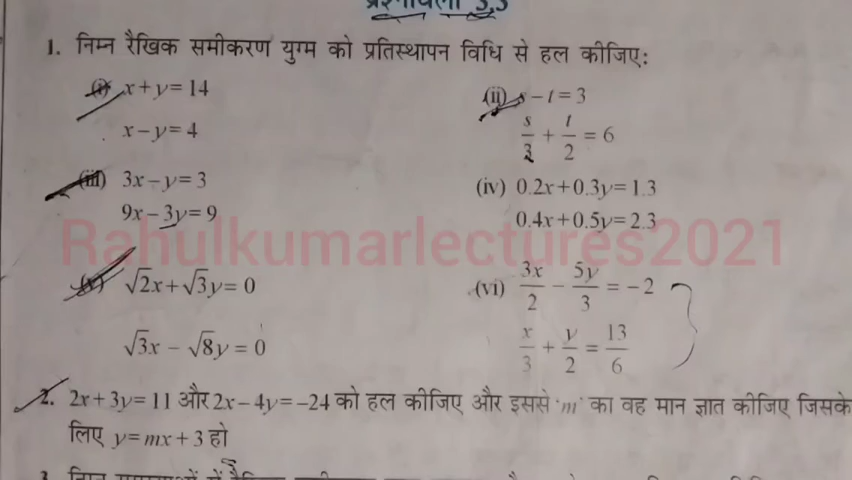 प्रश्नावली 3.3
1. निम्न रैखिक समीकरण युग्म को प्रतिस्थापन विधि से हल कीजिए:
(i) x+y=14
x-y=4
(ii) s-t=3
s/3 + t/2 = 6
(iii) 3x-y=3
9x-3y=9
(iv) 0.2x+0.3y=1.3
0.4x+0.5y=2.3
Rahulkumarlectures2021
(v) √2x+√3y=0
√3x - √8y=0
(vi) 3x/2 - 5y/3 = -2
x/3 + y/2 = 13/6
2. 2x+3y=11 और 2x-4y=-24 को हल कीजिए और इससे 'm' का वह मान ज्ञात कीजिए जिसके
लिए y=mx+3 हो
3. निम्न